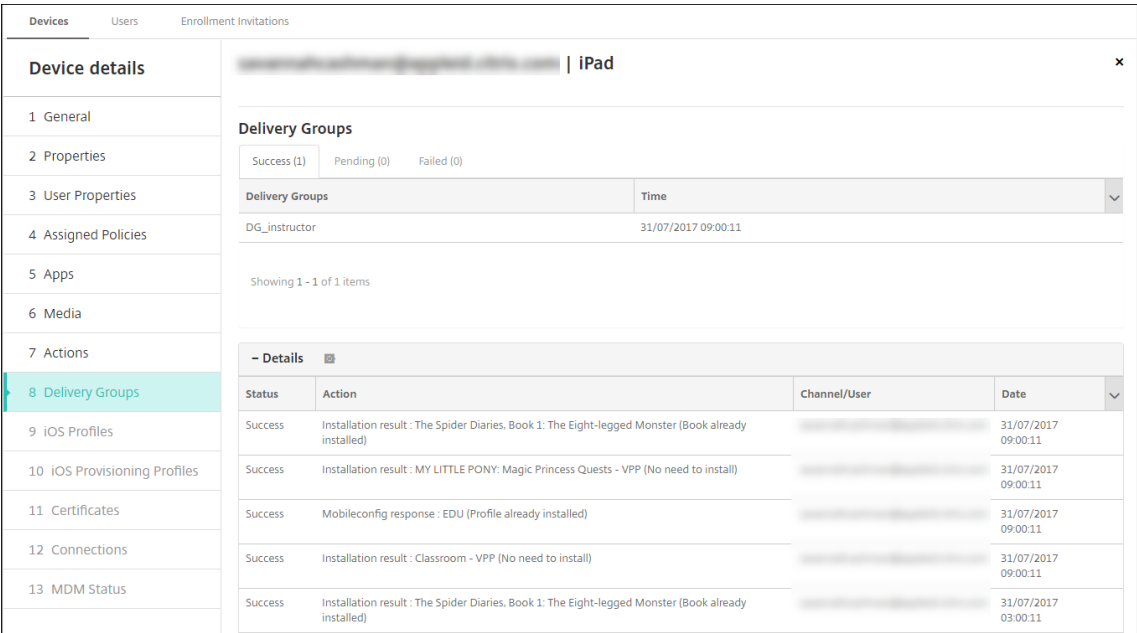 Devices Users Enrollment Invitations
Device details
| iPad
×
1 General
2 Properties
3 User Properties
4 Assigned Policies
5 Apps
6 Media
7 Actions
8 Delivery Groups
9 iOS Profiles
10 iOS Provisioning Profiles
11 Certificates
12 Connections
13 MDM Status
Delivery Groups
Success (1) Pending (0) Failed (0)
Delivery Groups Time
DG_instructor 31/07/2017 09:00:11
Showing 1 - 1 of 1 items
− Details
Status Action Channel/User Date
Success Installation result : The Spider Diaries, Book 1: The Eight-legged Monster (Book already 31/07/2017
installed) 09:00:11
Success Installation result : MY LITTLE PONY: Magic Princess Quests - VPP (No need to install) 31/07/2017
09:00:11
Success Mobileconfig response : EDU (Profile already installed) 31/07/2017
09:00:11
Success Installation result : Classroom - VPP (No need to install) 31/07/2017
09:00:11
Success Installation result : The Spider Diaries, Book 1: The Eight-legged Monster (Book already 31/07/2017
installed) 03:00:11